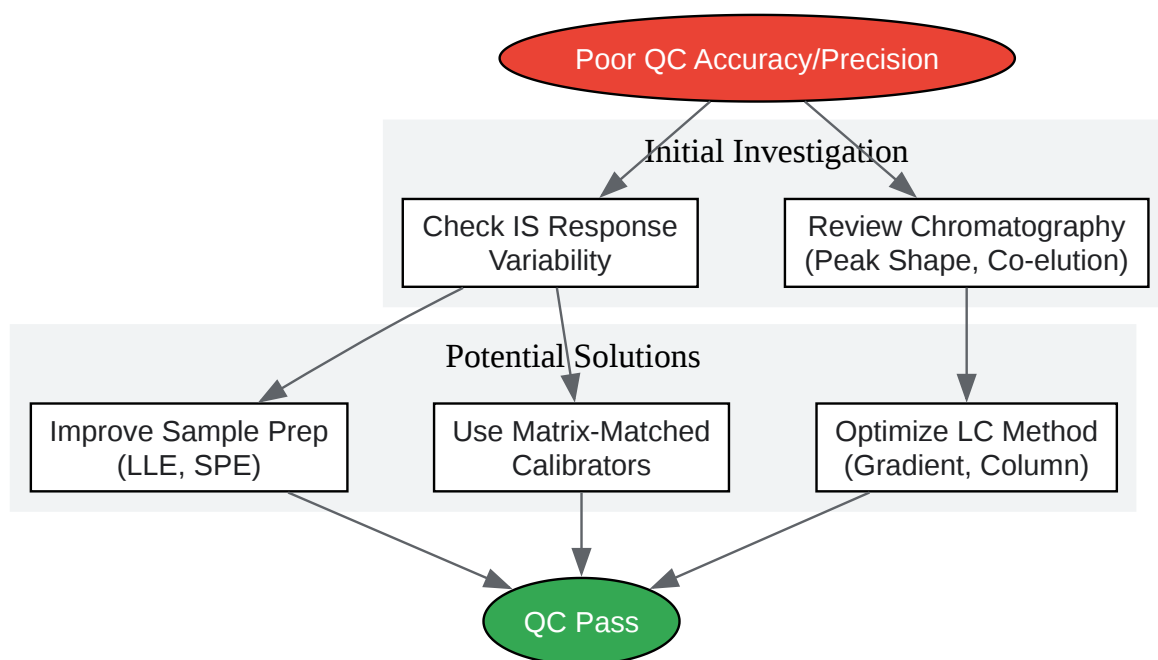 Poor QC Accuracy/Precision
Initial Investigation
Check IS Response
Variability
Review Chromatography
(Peak Shape, Co-elution)
Potential Solutions
Improve Sample Prep
(LLE, SPE)
Use Matrix-Matched
Calibrators
Optimize LC Method
(Gradient, Column)
QC Pass